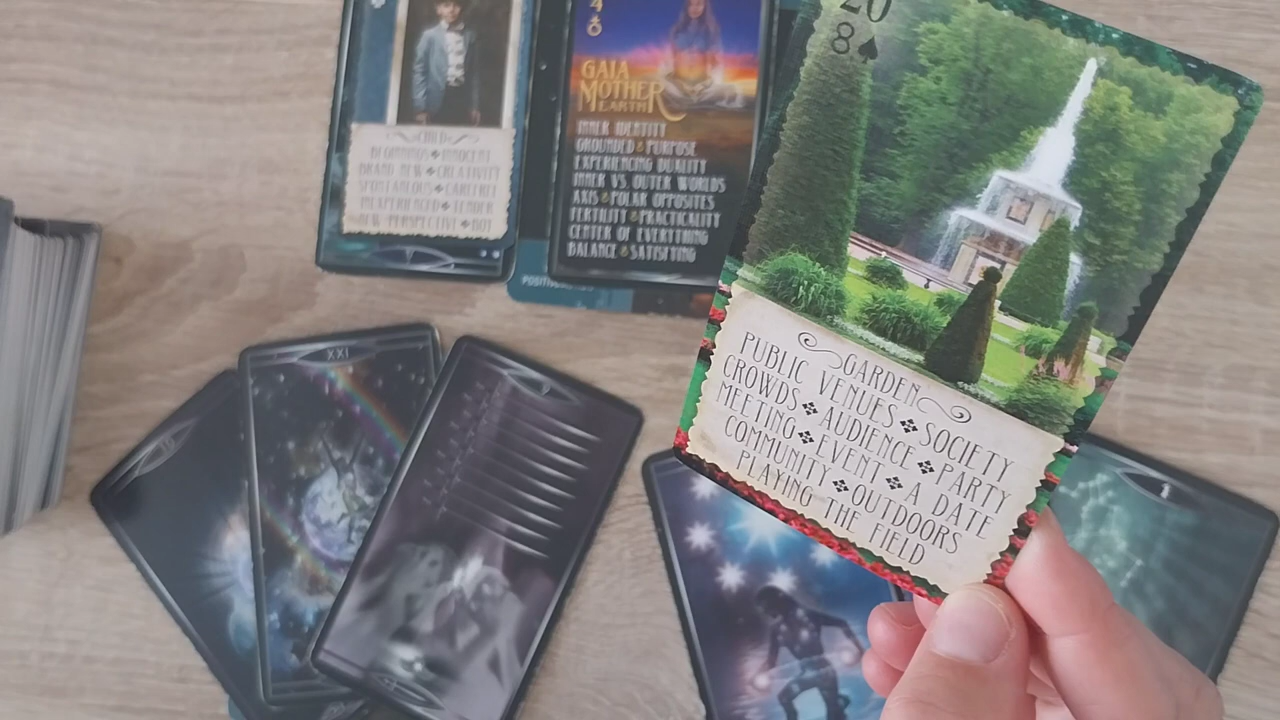 CHILD
BEGINNINGS ❖ INNOCENT
BRAND NEW ❖ CREATIVITY
SPONTANEOUS ❖ CAREFREE
INEXPERIENCED ❖ TENDER
NEW PERSPECTIVE ❖ BOY
4
GAIA
MOTHER
EARTH
INNER IDENTITY
GROUNDED & PURPOSE
EXPERIENCING DUALITY
INNER VS. OUTER WORLDS
AXIS & POLAR OPPOSITES
FERTILITY & PRACTICALITY
CENTER OF EVERYTHING
BALANCE & SATISFYING
20
8♠
GARDEN
PUBLIC VENUES ❖ SOCIETY
CROWDS ❖ AUDIENCE ❖ PARTY
MEETING ❖ EVENT ❖ A DATE
COMMUNITY ❖ OUTDOORS
PLAYING THE FIELD
XXI